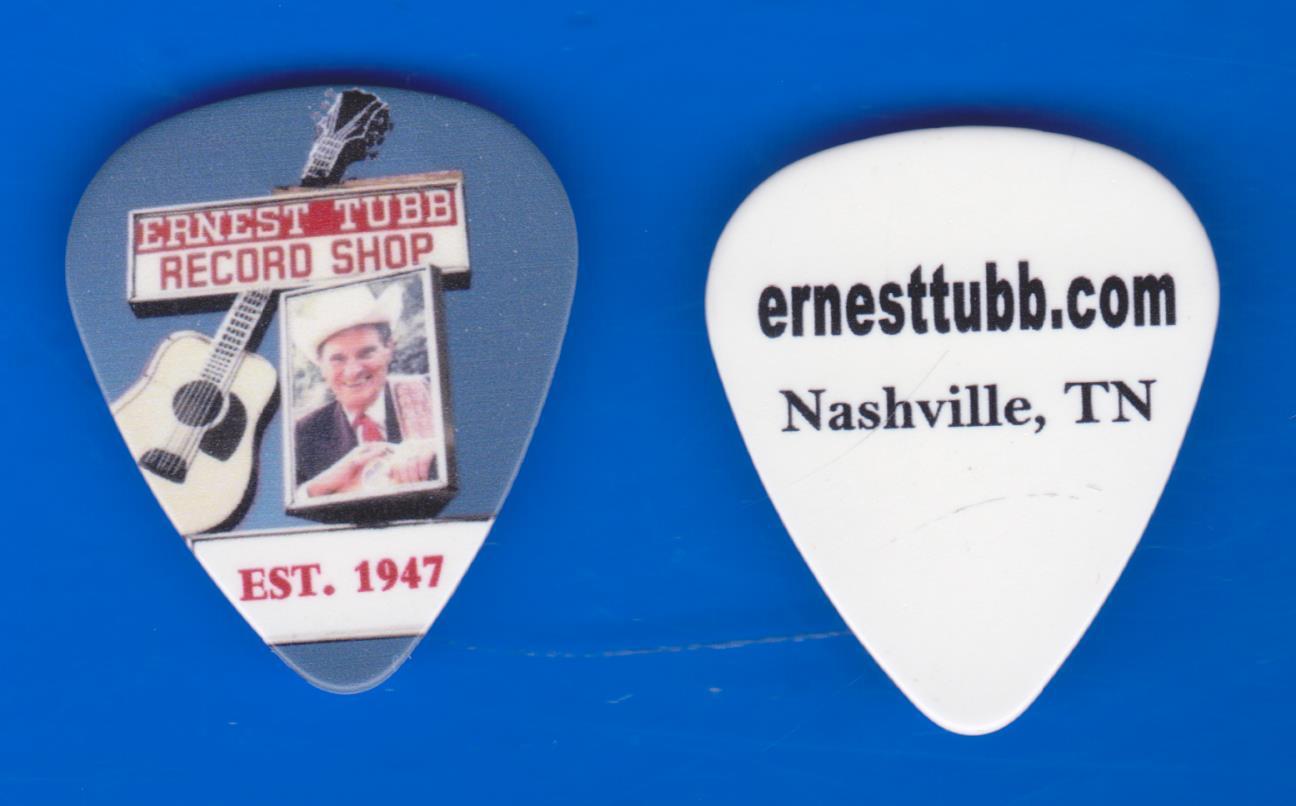 ERNEST TUBB
RECORD SHOP
EST. 1947
ernesttubb.com
Nashville, TN